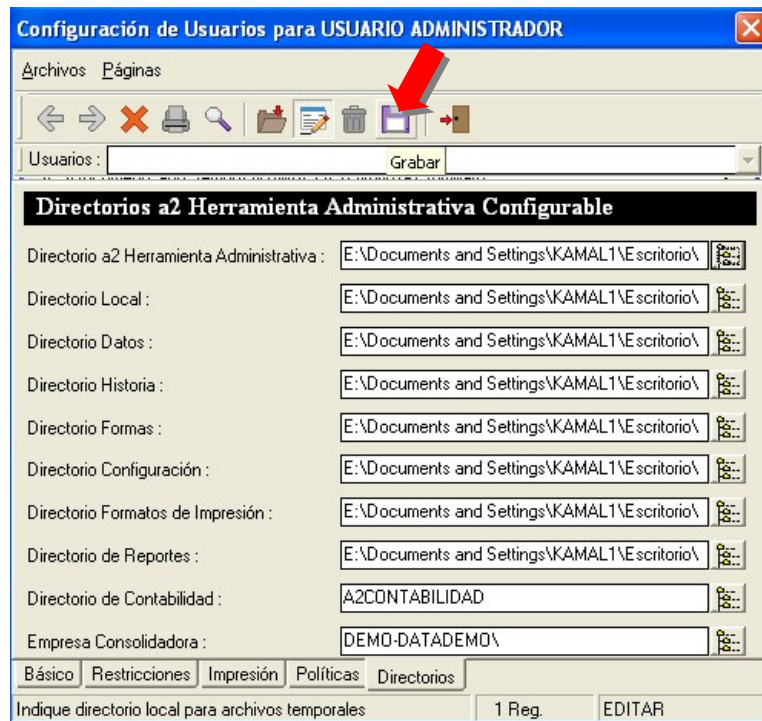 Configuración de Usuarios para USUARIO ADMINISTRADOR
Archivos Páginas
Usuarios :
Grabar
Directorios a2 Herramienta Administrativa Configurable
Directorio a2 Herramienta Administrativa : E:\Documents and Settings\KAMAL1\Escritorio\
Directorio Local : E:\Documents and Settings\KAMAL1\Escritorio\
Directorio Datos : E:\Documents and Settings\KAMAL1\Escritorio\
Directorio Historia : E:\Documents and Settings\KAMAL1\Escritorio\
Directorio Formas : E:\Documents and Settings\KAMAL1\Escritorio\
Directorio Configuración : E:\Documents and Settings\KAMAL1\Escritorio\
Directorio Formatos de Impresión : E:\Documents and Settings\KAMAL1\Escritorio\
Directorio de Reportes : E:\Documents and Settings\KAMAL1\Escritorio\
Directorio de Contabilidad : A2CONTABILIDAD
Empresa Consolidadora : DEMO-DATADEMO\
Básico Restricciones Impresión Políticas Directorios
Indique directorio local para archivos temporales 1 Reg. EDITAR